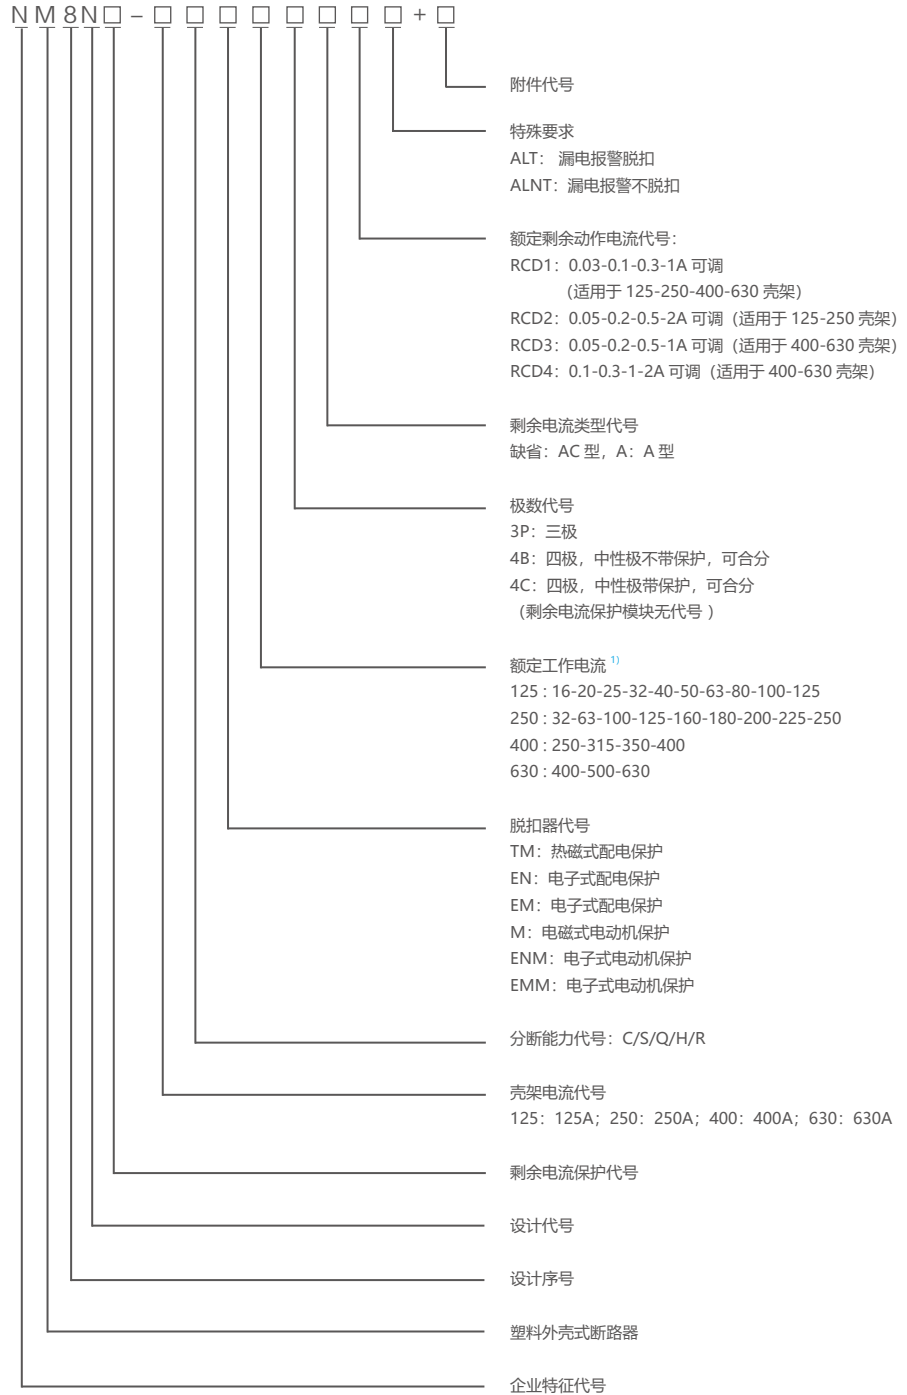 NM8N□-□□□□□□□□+□
附件代号
特殊要求
ALT： 漏电报警脱扣
ALNT：漏电报警不脱扣
额定剩余动作电流代号：
RCD1：0.03-0.1-0.3-1A 可调
（适用于 125-250-400-630 壳架）
RCD2：0.05-0.2-0.5-2A 可调（适用于 125-250 壳架）
RCD3：0.05-0.2-0.5-1A 可调（适用于 400-630 壳架）
RCD4：0.1-0.3-1-2A 可调（适用于 400-630 壳架）
剩余电流类型代号
缺省：AC 型，A：A 型
极数代号
3P：三极
4B：四极，中性极不带保护，可合分
4C：四极，中性极带保护，可合分
（剩余电流保护模块无代号 ）
额定工作电流 1)
125 : 16-20-25-32-40-50-63-80-100-125
250 : 32-63-100-125-160-180-200-225-250
400 : 250-315-350-400
630 : 400-500-630
脱扣器代号
TM：热磁式配电保护
EN：电子式配电保护
EM：电子式配电保护
M：电磁式电动机保护
ENM：电子式电动机保护
EMM：电子式电动机保护
分断能力代号：C/S/Q/H/R
壳架电流代号
125：125A；250：250A；400：400A；630：630A
剩余电流保护代号
设计代号
设计序号
塑料外壳式断路器
企业特征代号